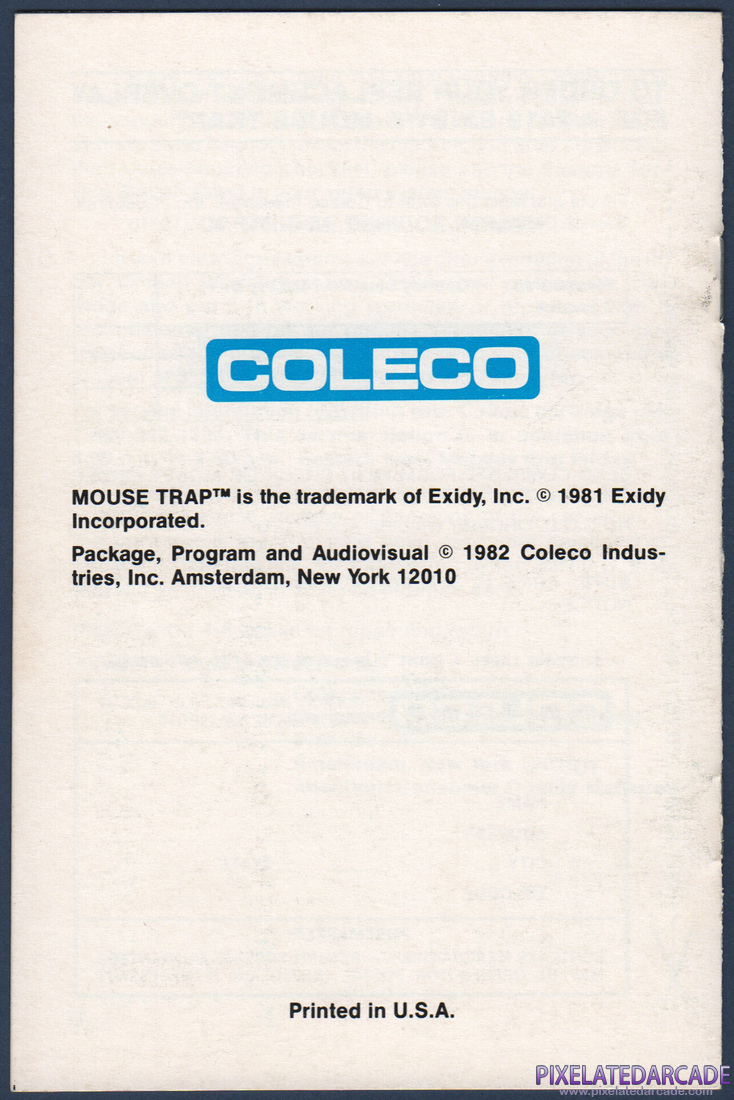 COLECO
MOUSE TRAP™ is the trademark of Exidy, Inc. © 1981 Exidy
Incorporated.
Package, Program and Audiovisual © 1982 Coleco Indus-
tries, Inc. Amsterdam, New York 12010
Printed in U.S.A.
PIXELATEDARCADE
www.pixelatedarcade.com